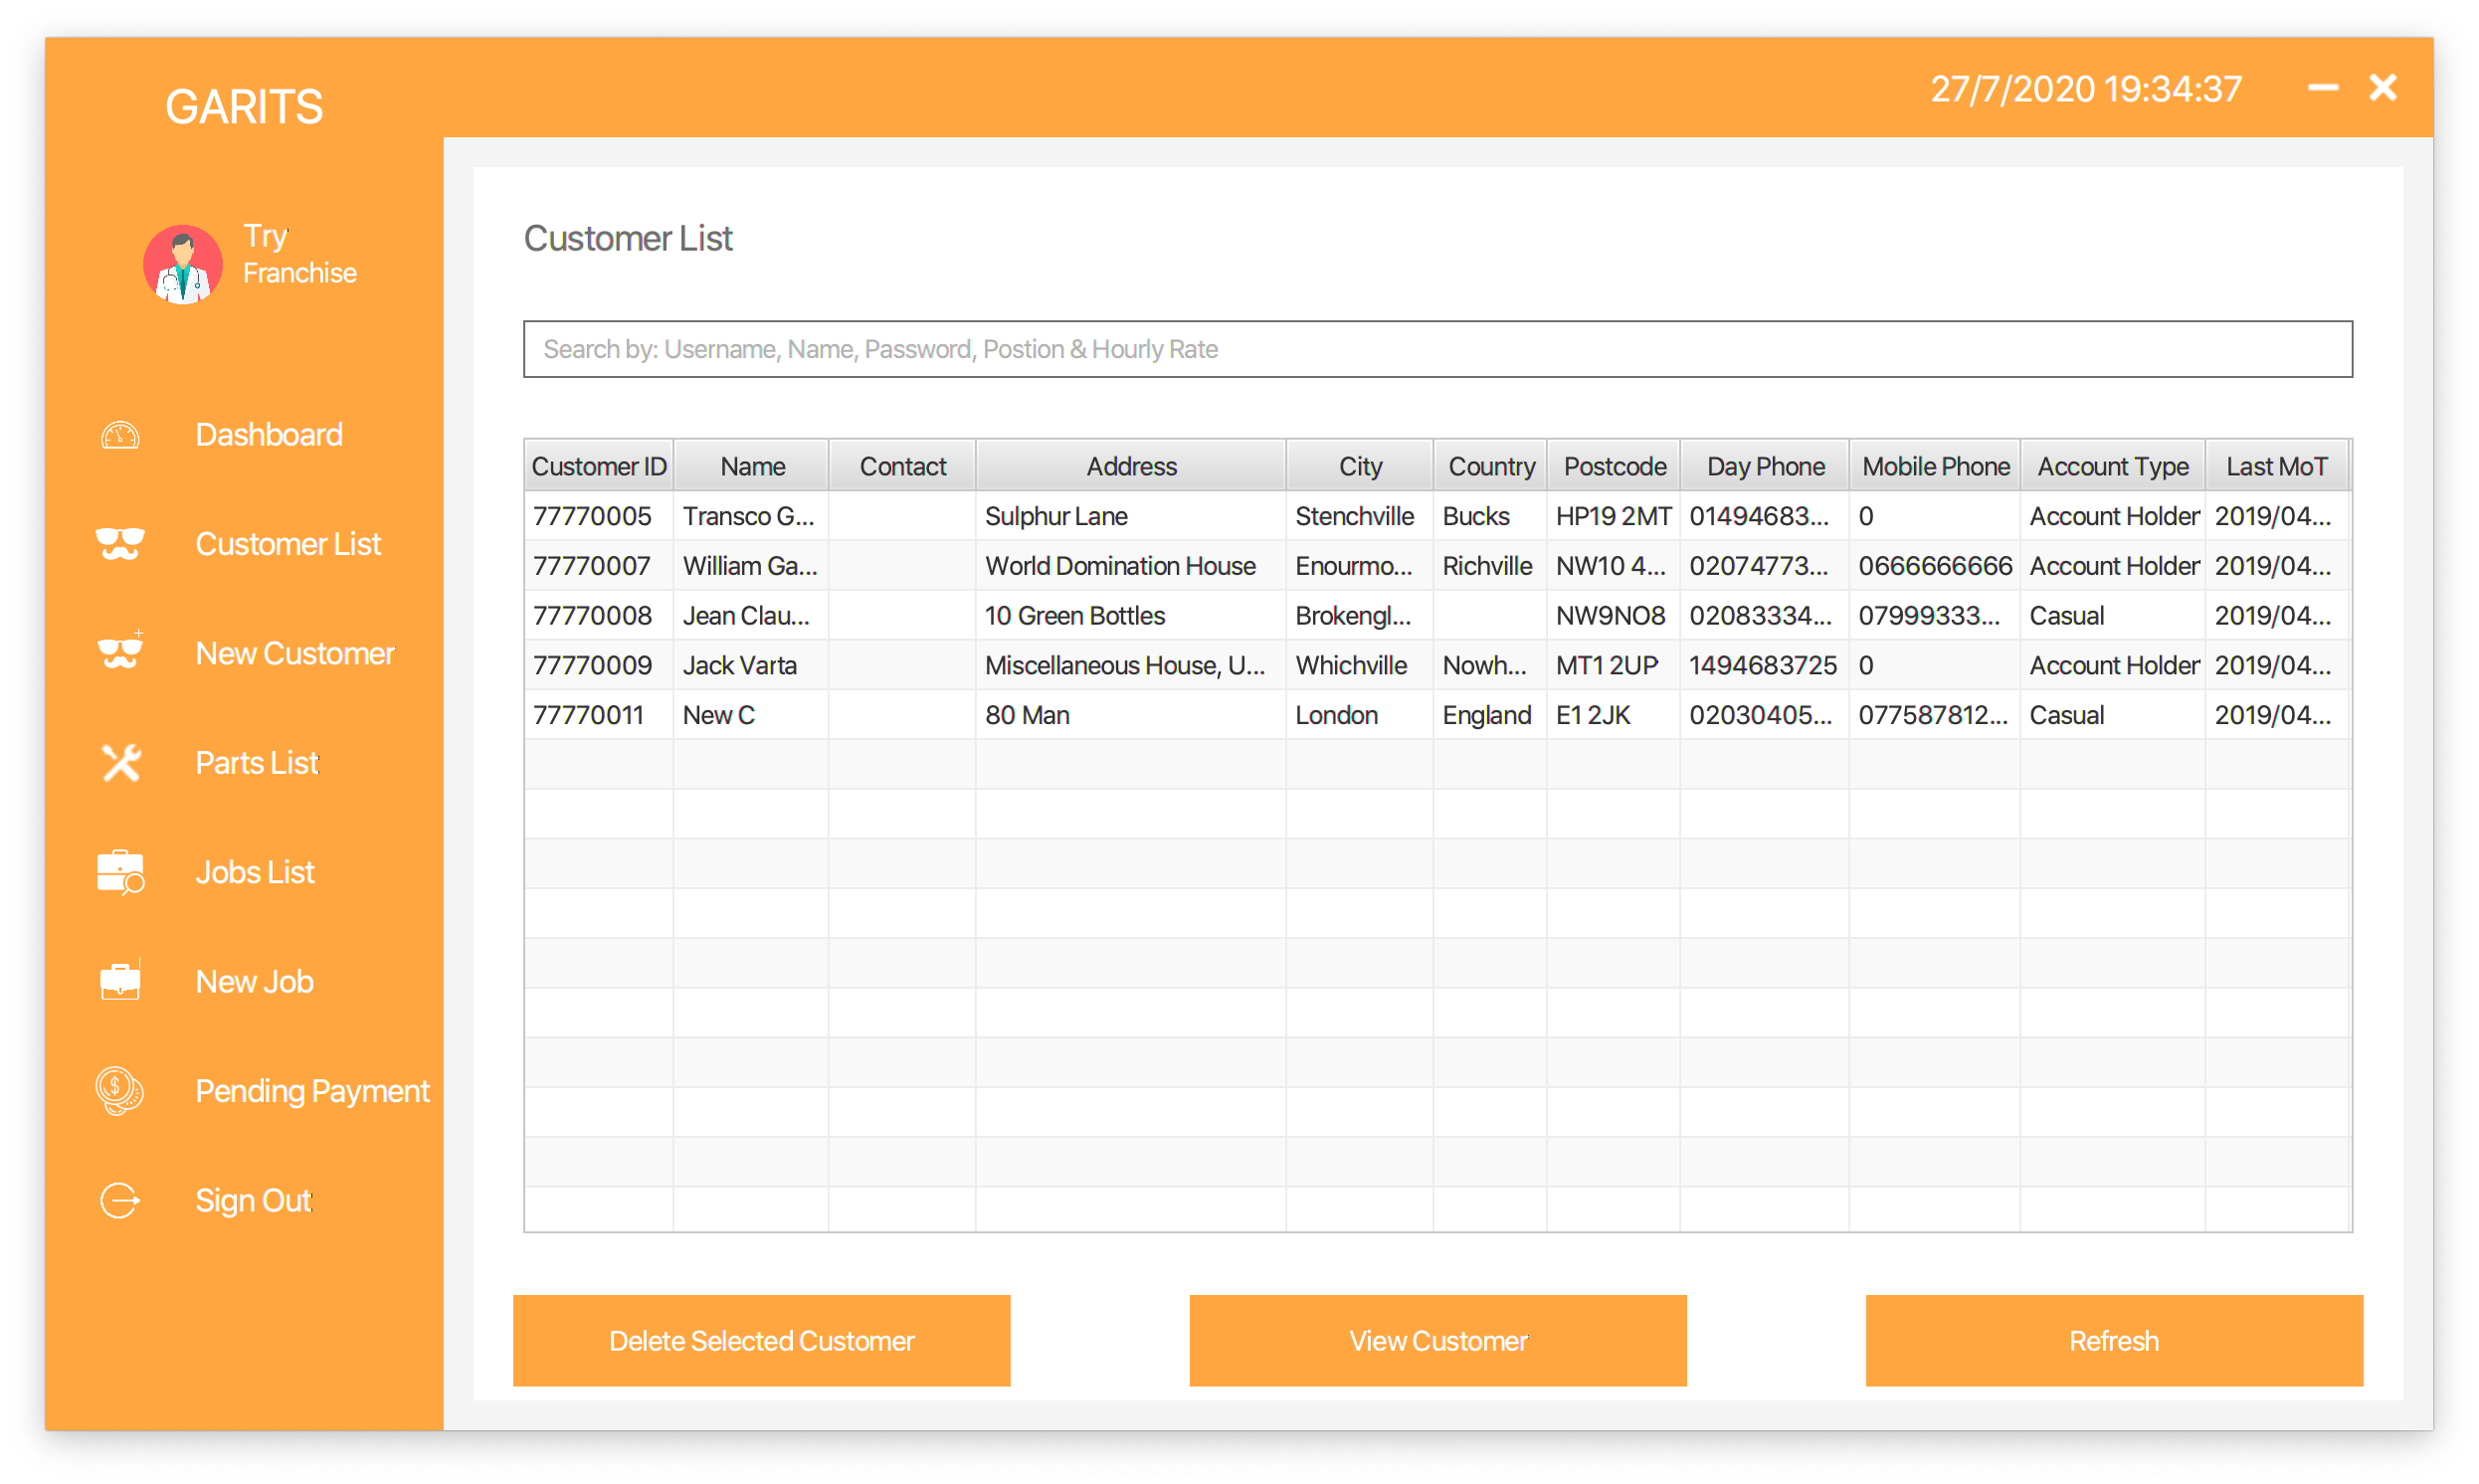 GARITS
27/7/2020 19:34:37
Try
Franchise
Dashboard
Customer List
New Customer
Parts List
Jobs List
New Job
Pending Payment
Sign Out
Customer List
Search by: Username, Name, Password, Postion & Hourly Rate
Customer ID Name Contact Address City Country Postcode Day Phone Mobile Phone Account Type Last MoT
77770005 Transco G... Sulphur Lane Stenchville Bucks HP19 2MT 01494683... 0 Account Holder 2019/04...
77770007 William Ga... World Domination House Enourmo... Richville NW10 4... 02074773... 0666666666 Account Holder 2019/04...
77770008 Jean Clau... 10 Green Bottles Brokengl... NW9NO8 02083334... 07999333... Casual 2019/04...
77770009 Jack Varta Miscellaneous House, U... Whichville Nowh... MT1 2UP 1494683725 0 Account Holder 2019/04...
77770011 New C 80 Man London England E1 2JK 02030405... 077587812... Casual 2019/04...
Delete Selected Customer
View Customer
Refresh